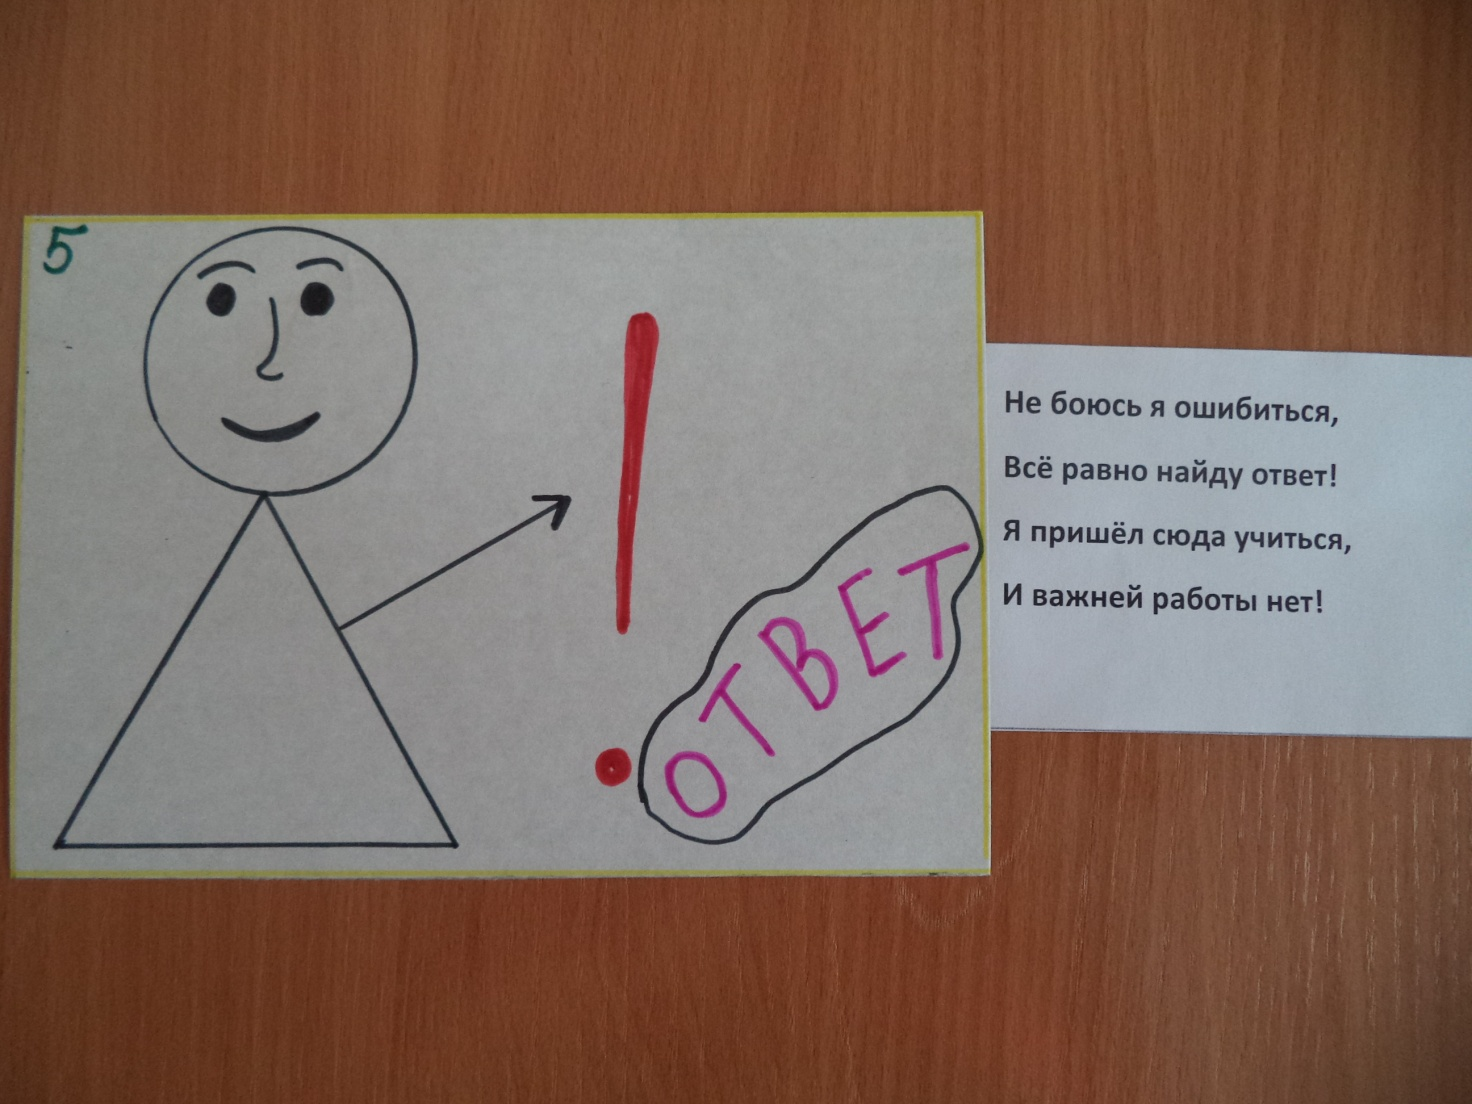 5
!
ОТВЕТ
Не боюсь я ошибиться,
Всё равно найду ответ!
Я пришёл сюда учиться,
И важней работы нет!